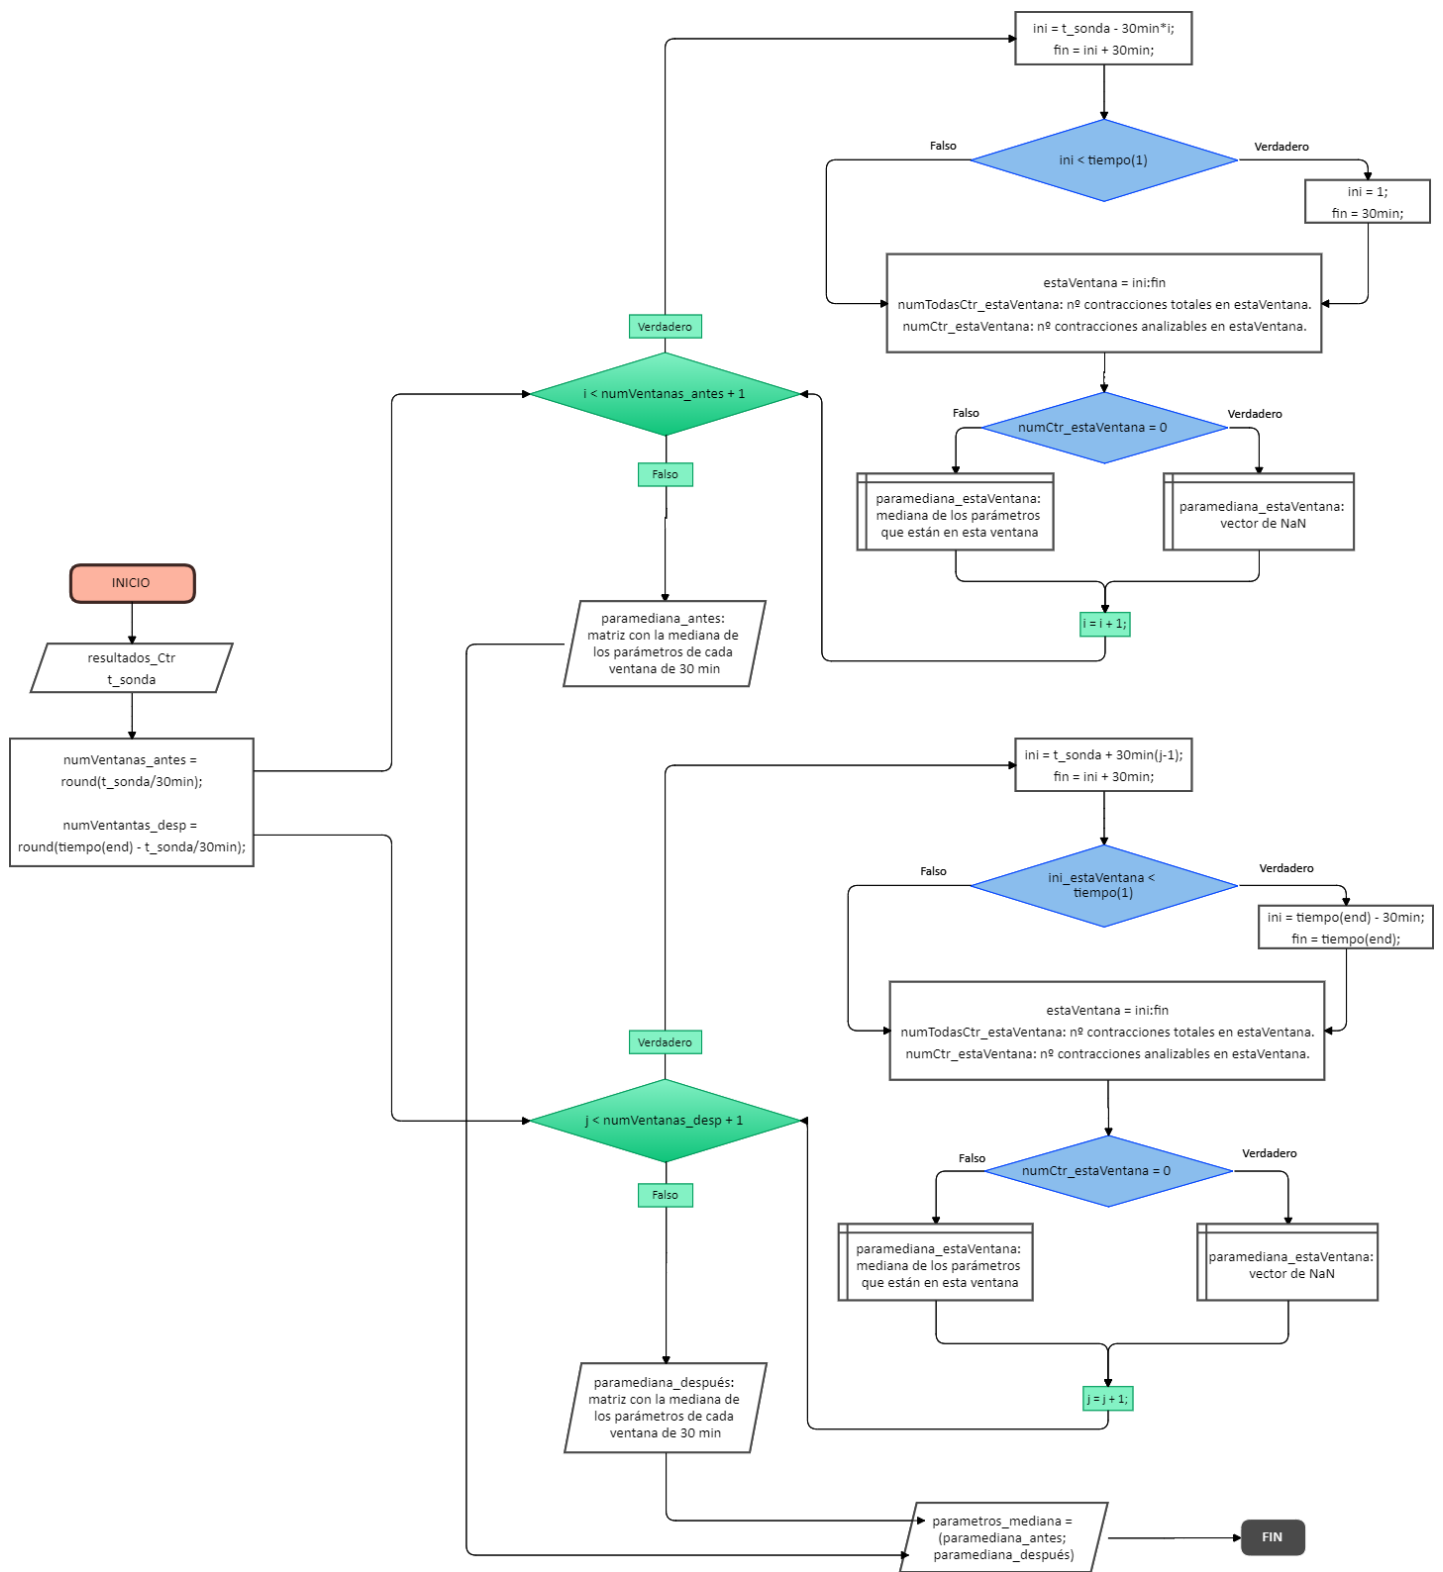 INICIO
resultados_Ctr
t_sonda
numVentanas_antes =
round(t_sonda/30min);
numVentantas_desp =
round(tiempo(end) - t_sonda/30min);
i < numVentanas_antes + 1
Verdadero
ini = t_sonda - 30min*i;
fin = ini + 30min;
ini < tiempo(1)
Falso
Verdadero
ini = 1;
fin = 30min;
estaVentana = ini:fin
numTodasCtr_estaVentana: nº contracciones totales en estaVentana.
numCtr_estaVentana: nº contracciones analizables en estaVentana.
numCtr_estaVentana = 0
Falso
Verdadero
paramediana_estaVentana:
mediana de los parámetros
que están en esta ventana
paramediana_estaVentana:
vector de NaN
i = i + 1;
Falso
paramediana_antes:
matriz con la mediana de
los parámetros de cada
ventana de 30 min
j < numVentanas_desp + 1
Verdadero
ini = t_sonda + 30min(j-1);
fin = ini + 30min;
ini_estaVentana <
tiempo(1)
Falso
Verdadero
ini = tiempo(end) - 30min;
fin = tiempo(end);
estaVentana = ini:fin
numTodasCtr_estaVentana: nº contracciones totales en estaVentana.
numCtr_estaVentana: nº contracciones analizables en estaVentana.
numCtr_estaVentana = 0
Falso
Verdadero
paramediana_estaVentana:
mediana de los parámetros
que están en esta ventana
paramediana_estaVentana:
vector de NaN
j = j + 1;
Falso
paramediana_después:
matriz con la mediana de
los parámetros de cada
ventana de 30 min
parametros_mediana =
(paramediana_antes;
paramediana_después)
FIN